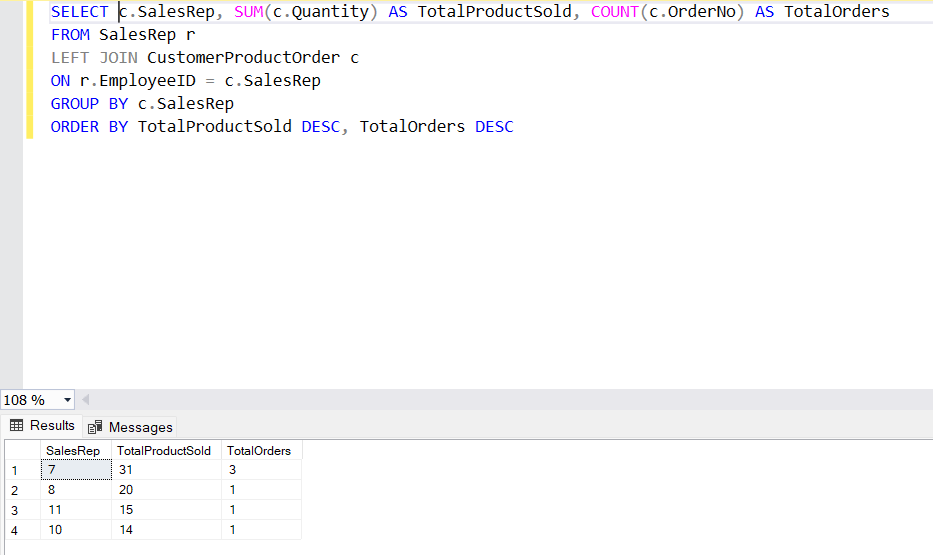 SELECT c.SalesRep, SUM(c.Quantity) AS TotalProductSold, COUNT(c.OrderNo) AS TotalOrders
FROM SalesRep r
LEFT JOIN CustomerProductOrder c
ON r.EmployeeID = c.SalesRep
GROUP BY c.SalesRep
ORDER BY TotalProductSold DESC, TotalOrders DESC
108 %
Results Messages
SalesRep TotalProductSold TotalOrders
1 7 31 3
2 8 20 1
3 11 15 1
4 10 14 1